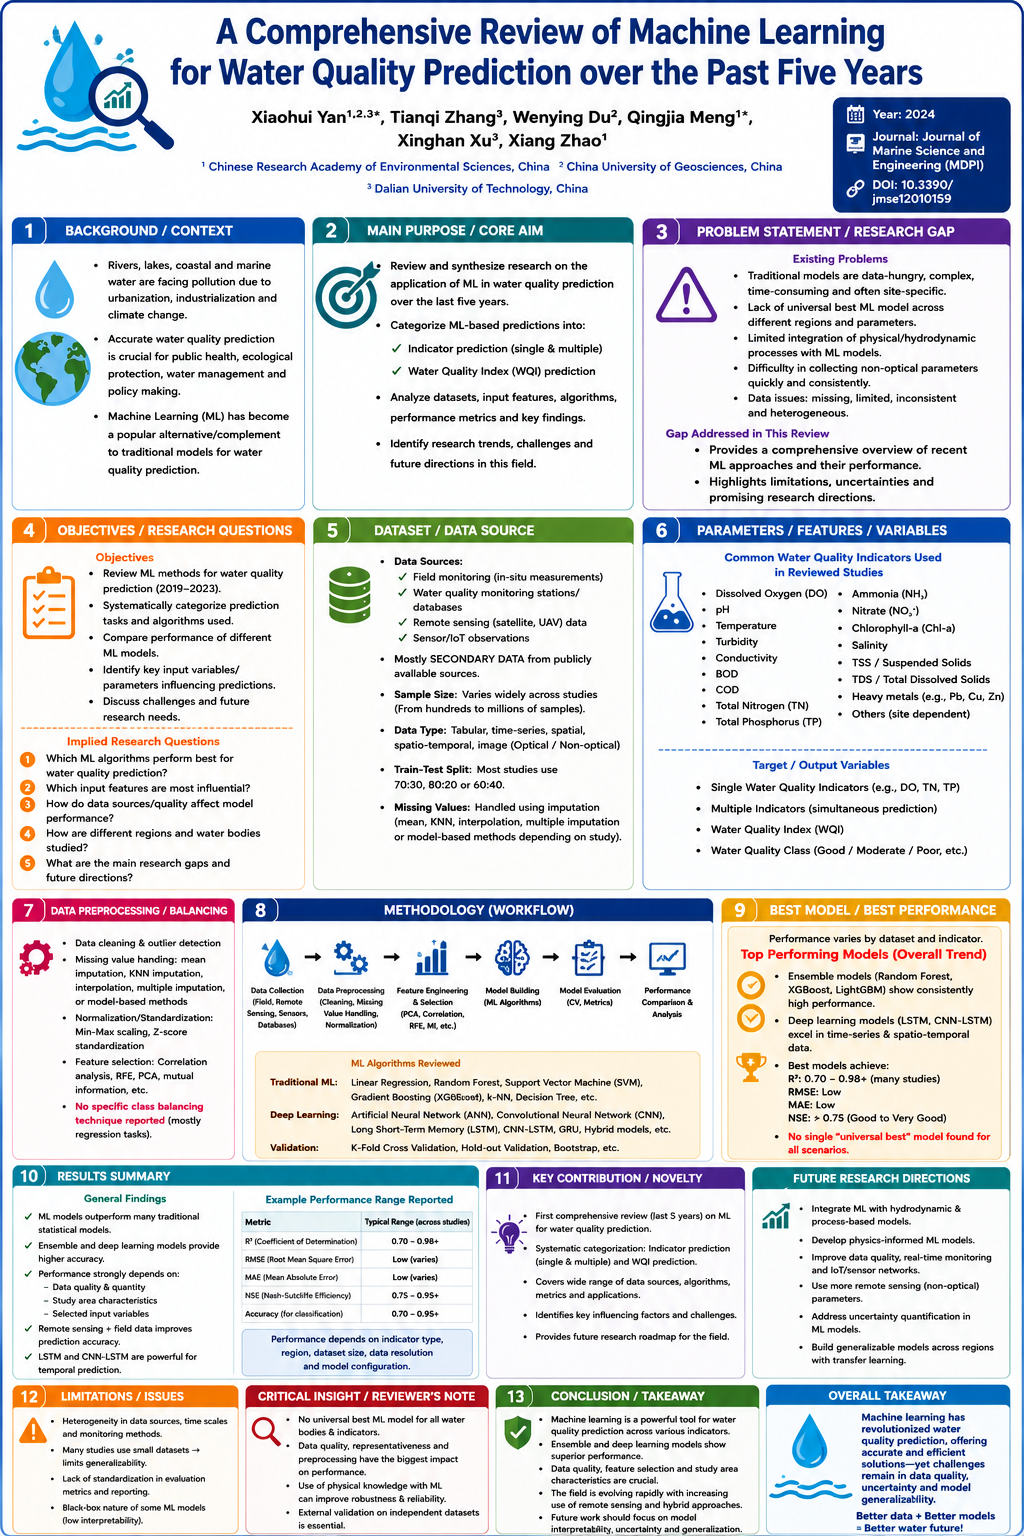 A Comprehensive Review of Machine Learning
for Water Quality Prediction over the Past Five Years
Xiaohui Yan¹,²,³*, Tianqi Zhang³, Wenying Du², Qingjia Meng¹*,
Xinghan Xu³, Xiang Zhao¹
¹ Chinese Research Academy of Environmental Sciences, China ² China University of Geosciences, China
³ Dalian University of Technology, China
Year: 2024
Journal: Journal of
Marine Science and
Engineering (MDPI)
DOI: 10.3390/
jmse12010159
1 BACKGROUND / CONTEXT
• Rivers, lakes, coastal and marine
water are facing pollution due to
urbanization, industrialization and
climate change.
• Accurate water quality prediction
is crucial for public health, ecological
protection, water management and
policy making.
• Machine Learning (ML) has become
a popular alternative/complement
to traditional models for water
quality prediction.
2 MAIN PURPOSE / CORE AIM
• Review and synthesize research on the
application of ML in water quality prediction
over the last five years.
• Categorize ML-based predictions into:
✓ Indicator prediction (single & multiple)
✓ Water Quality Index (WQI) prediction
• Analyze datasets, input features, algorithms,
performance metrics and key findings.
• Identify research trends, challenges and
future directions in this field.
3 PROBLEM STATEMENT / RESEARCH GAP
Existing Problems
• Traditional models are data-hungry, complex,
time-consuming and often site-specific.
• Lack of universal best ML model across
different regions and parameters.
• Limited integration of physical/hydrodynamic
processes with ML models.
• Difficulty in collecting non-optical parameters
quickly and consistently.
• Data issues: missing, limited, inconsistent
and heterogeneous.
Gap Addressed in This Review
• Provides a comprehensive overview of recent
ML approaches and their performance.
• Highlights limitations, uncertainties and
promising research directions.
4 OBJECTIVES / RESEARCH QUESTIONS
Objectives
• Review ML methods for water quality
prediction (2019–2023).
• Systematically categorize prediction
tasks and algorithms used.
• Compare performance of different
ML models.
• Identify key input variables/
parameters influencing predictions.
• Discuss challenges and future
research needs.
Implied Research Questions
1 Which ML algorithms perform best for
water quality prediction?
2 Which input features are most influential?
3 How do data sources/quality affect model
performance?
4 How are different regions and water bodies
studied?
5 What are the main research gaps and
future directions?
5 DATASET / DATA SOURCE
• Data Sources:
✓ Field monitoring (in-situ measurements)
✓ Water quality monitoring stations/
databases
✓ Remote sensing (satellite, UAV) data
✓ Sensor/IoT observations
• Mostly SECONDARY DATA from publicly
available sources.
• Sample Size: Varies widely across studies
(From hundreds to millions of samples).
• Data Type: Tabular, time-series, spatial,
spatio-temporal, image (Optical / Non-optical)
• Train-Test Split: Most studies use
70:30, 80:20 or 60:40.
• Missing Values: Handled using imputation
(mean, KNN, interpolation, multiple imputation
or model-based methods depending on study).
6 PARAMETERS / FEATURES / VARIABLES
Common Water Quality Indicators Used
in Reviewed Studies
• Dissolved Oxygen (DO)
• pH
• Temperature
• Turbidity
• Conductivity
• BOD
• COD
• Total Nitrogen (TN)
• Total Phosphorus (TP)
• Ammonia (NH₃)
• Nitrate (NO₃⁻)
• Chlorophyll-a (Chl-a)
• Salinity
• TSS / Suspended Solids
• TDS / Total Dissolved Solids
• Heavy metals (e.g., Pb, Cu, Zn)
• Others (site dependent)
Target / Output Variables
• Single Water Quality Indicators (e.g., DO, TN, TP)
• Multiple Indicators (simultaneous prediction)
• Water Quality Index (WQI)
• Water Quality Class (Good / Moderate / Poor, etc.)
7 DATA PREPROCESSING / BALANCING
• Data cleaning & outlier detection
• Missing value handing: mean
imputation, KNN imputation,
interpolation, multiple imputation,
or model-based methods
• Normalization/Standardization:
Min-Max scaling, Z-score
standardization
• Feature selection: Correlation
analysis, RFE, PCA, mutual
information, etc.
• No specific class balancing
technique reported (mostly
regression tasks).
8 METHODOLOGY (WORKFLOW)
Data Collection
(Field, Remote
Sensing, Sensors,
Databases)
Data Preprocessing
(Cleaning, Missing
Value Handling,
Normalization)
Feature Engineering
& Selection
(PCA, Correlation,
RFE, MI, etc.)
Model Building
(ML Algorithms)
Model Evaluation
(CV, Metrics)
Performance
Comparison &
Analysis
ML Algorithms Reviewed
Traditional ML: Linear Regression, Random Forest, Support Vector Machine (SVM),
Gradient Boosting, k-NN, Decision Tree, etc.
Deep Learning: Artificial Neural Network (ANN), Convolutional Neural Network (CNN),
Long Short-Term Memory (LSTM), CNN-LSTM, GRU, Hybrid models, etc.
Validation: K-Fold Cross Validation, Hold-out Validation, Bootstrap, etc.
9 BEST MODEL / BEST PERFORMANCE
Performance varies by dataset and indicator.
Top Performing Models (Overall Trend)
• Ensemble models (Random Forest,
XGBoost, LightGBM) show consistently
high performance.
• Deep learning models (LSTM, CNN-LSTM)
excel in time-series & spatio-temporal
data.
• Best models achieve:
R²: 0.70 – 0.98+ (many studies)
RMSE: Low
MAE: Low
NSE: > 0.75 (Good to Very Good)
• No single "universal best" model found for
all scenarios.
10 RESULTS SUMMARY
General Findings
✓ ML models outperform many traditional
statistical models.
✓ Ensemble and deep learning models provide
higher accuracy.
✓ Performance strongly depends on:
– Data quality & quantity
– Study area characteristics
– Selected input variables
✓ Remote sensing + field data improves
prediction accuracy.
✓ LSTM and CNN-LSTM are powerful for
temporal prediction.
Example Performance Range Reported
Metric Typical Range (across studies)
R² (Coefficient of Determination) 0.70 – 0.98+
RMSE (Root Mean Square Error) Low (varies)
MAE (Mean Absolute Error) Low (varies)
NSE (Nash-Sutcliffe Efficiency) 0.75 – 0.95+
Accuracy (for classification) 0.70 – 0.95+
Performance depends on indicator type,
region, dataset size, data resolution
and model configuration.
11 KEY CONTRIBUTION / NOVELTY
• First comprehensive review (last 5 years) on ML
for water quality prediction.
• Systematic categorization: Indicator prediction
(single & multiple) and WQI prediction.
• Covers wide range of data sources, algorithms,
metrics and applications.
• Identifies key influencing factors and challenges.
• Provides future research roadmap for the field.
FUTURE RESEARCH DIRECTIONS
• Integrate ML with hydrodynamic &
process-based models.
• Develop physics-informed ML models.
• Improve data quality, real-time monitoring
and IoT/sensor networks.
• Use more remote sensing (non-optical)
parameters.
• Address uncertainty quantification in
ML models.
• Build generalizable models across regions
with transfer learning.
12 LIMITATIONS / ISSUES
• Heterogeneity in data sources, time scales
and monitoring methods.
• Many studies use small datasets →
limits generalizability.
• Lack of standardization in evaluation
metrics and reporting.
• Black-box nature of some ML models
(low interpretability).
CRITICAL INSIGHT / REVIEWER'S NOTE
• No universal best ML model for all water
bodies & indicators.
• Data quality, representativeness and
preprocessing have the biggest impact
on performance.
• Use of physical knowledge with ML
can improve robustness & reliability.
• External validation on independent datasets
is essential.
13 CONCLUSION / TAKEAWAY
• Machine learning is a powerful tool for water
quality prediction across various indicators.
• Ensemble and deep learning models show
superior performance.
• Data quality, feature selection and study area
characteristics are crucial.
• The field is evolving rapidly with increasing
use of remote sensing and hybrid approaches.
• Future work should focus on model
interpretability, uncertainty and generalization.
OVERALL TAKEAWAY
Machine learning has
revolutionized water
quality prediction, offering
accurate and efficient
solutions—yet challenges
remain in data quality,
uncertainty and model
generalizability.
Better data + Better models
= Better water future!